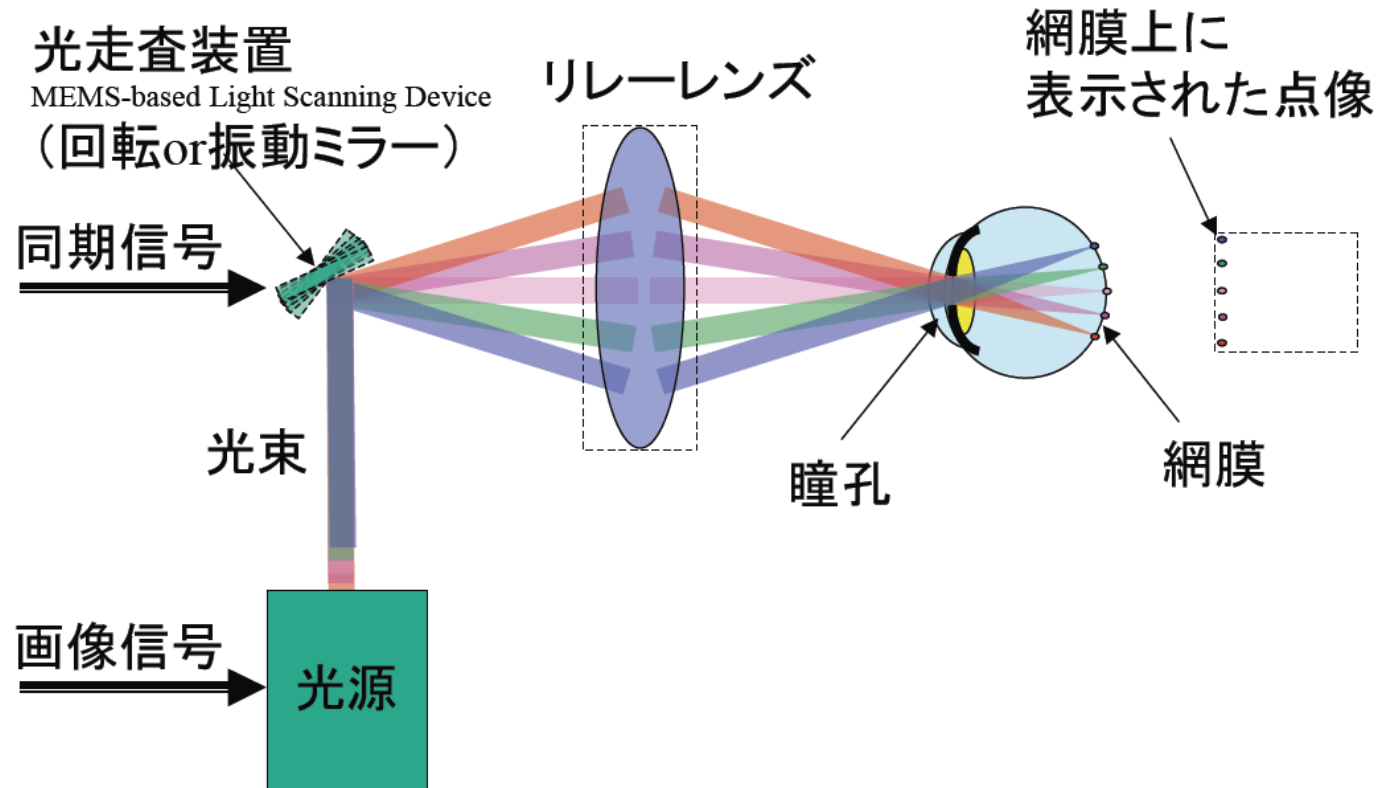 光走査装置
MEMS-based Light Scanning Device
（回転or振動ミラー）
リレーレンズ
網膜上に
表示された点像
同期信号
光束
瞳孔
網膜
画像信号
光源